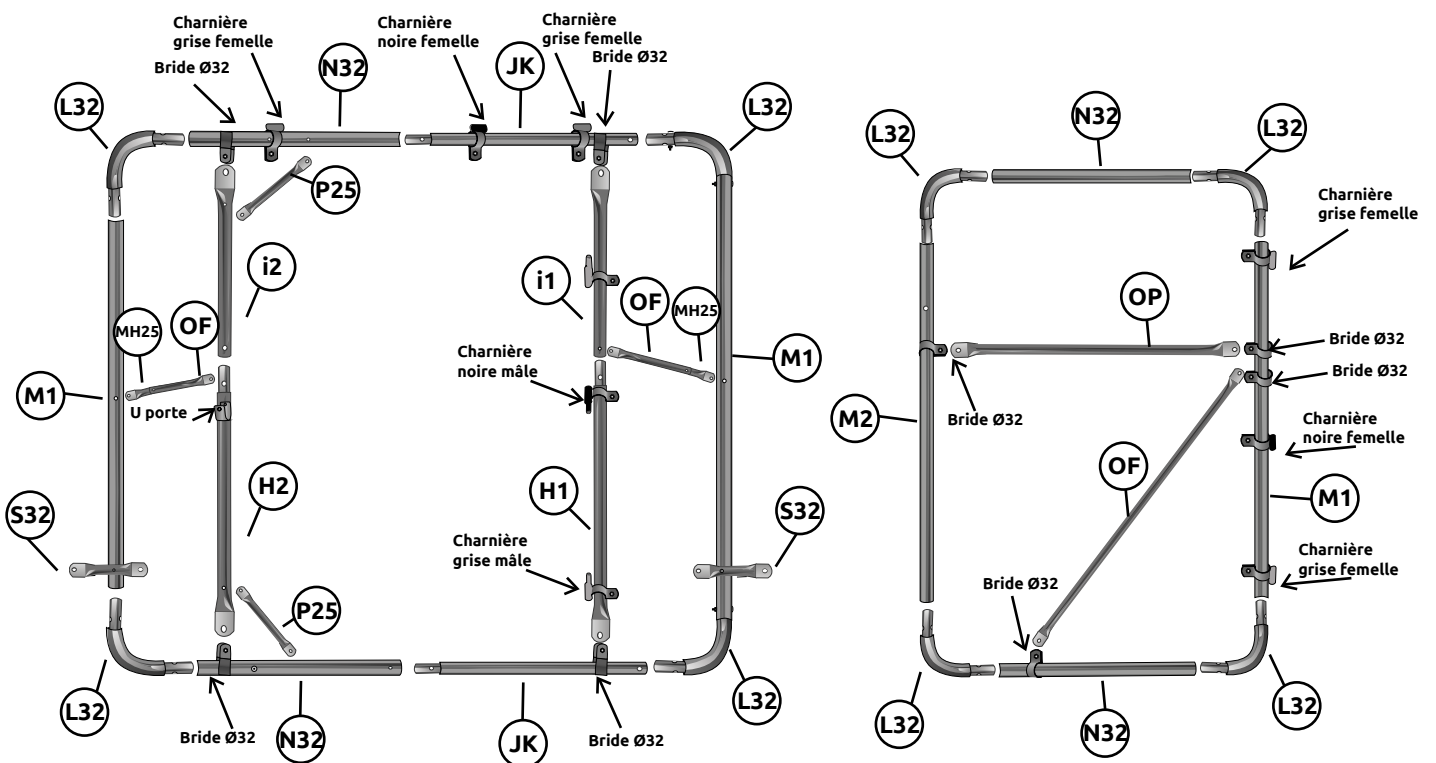 Charnière
grise femelle
Bride Ø32
N32
Charnière
noire femelle
JK
Charnière
grise femelle
Bride Ø32
L32
L32
P25
i2
i1
MH25
OF
OF
MH25
M1
U porte
Charnière
noire mâle
M1
H2
H1
S32
S32
Charnière
grise mâle
P25
L32
Bride Ø32
N32
JK
Bride Ø32
L32
L32
N32
L32
Charnière
grise femelle
OP
Bride Ø32
Bride Ø32
M2
Bride Ø32
Charnière
noire femelle
OF
M1
Charnière
grise femelle
Bride Ø32
L32
N32
L32